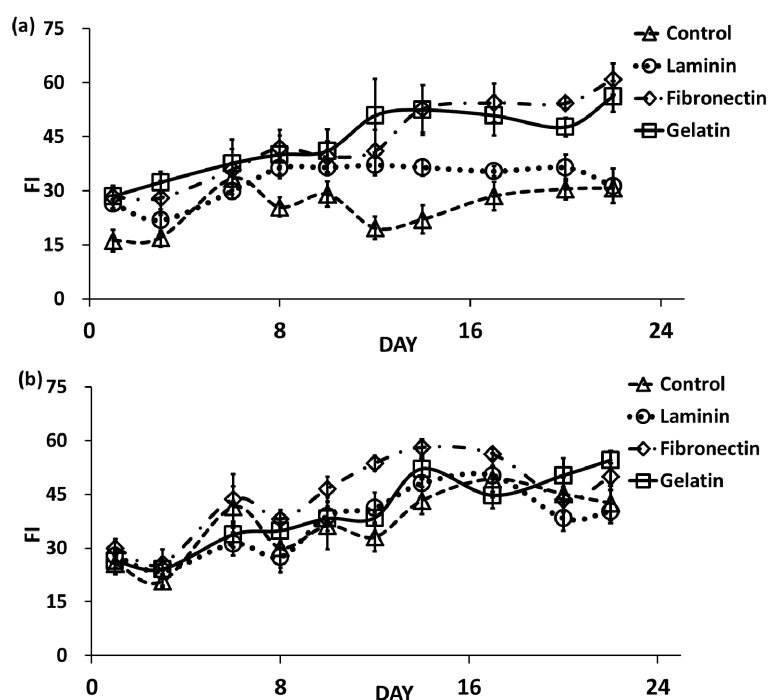 (a)
75
60
45
30
15
0
FI
0 8 16 24
DAY
Control
Laminin
Fibronectin
Gelatin
(b)
75
60
45
30
15
0
FI
0 8 16 24
DAY
Control
Laminin
Fibronectin
Gelatin